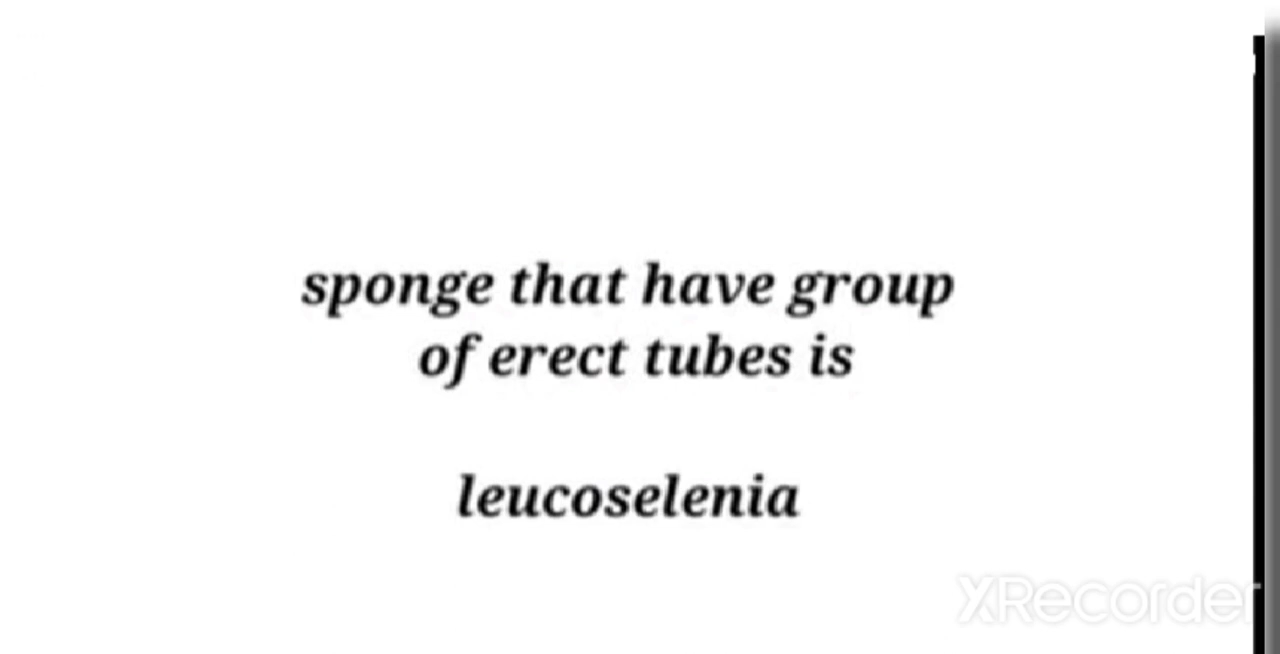 sponge that have group
of erect tubes is
leucoselenia
XRecorder